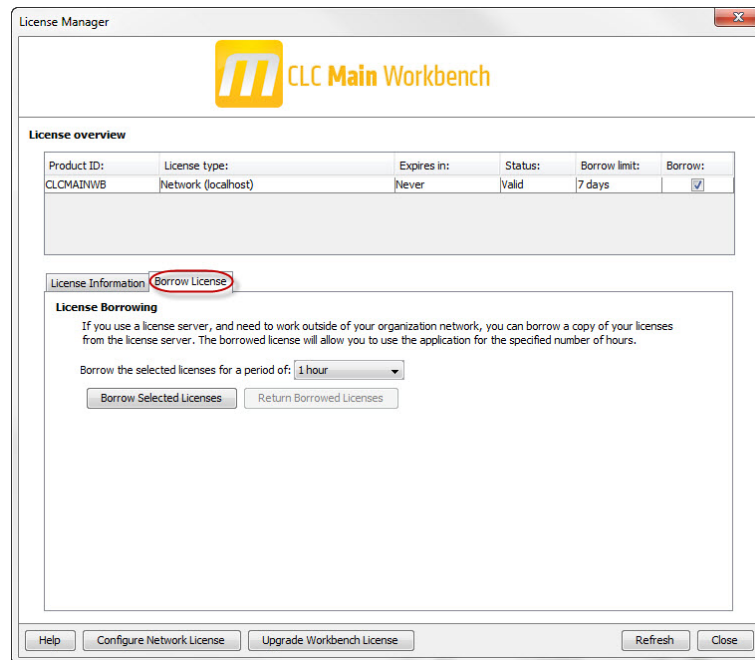 License Manager
CLC Main Workbench
License overview
Product ID: License type: Expires in: Status: Borrow limit: Borrow:
CLCMAINWB Network (localhost) Never Valid 7 days
License Information Borrow License
License Borrowing
If you use a license server, and need to work outside of your organization network, you can borrow a copy of your licenses
from the license server. The borrowed license will allow you to use the application for the specified number of hours.
Borrow the selected licenses for a period of: 1 hour
Borrow Selected Licenses Return Borrowed Licenses
Help Configure Network License Upgrade Workbench License Refresh Close